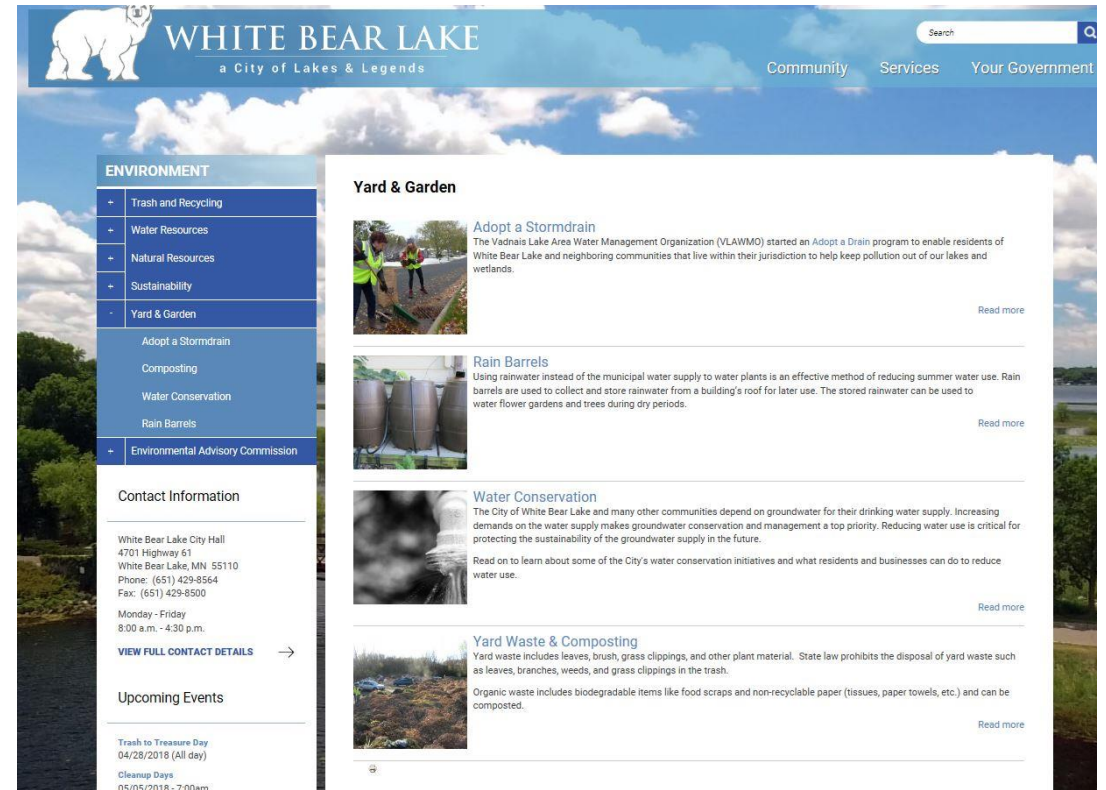 WHITE BEAR LAKE
a City of Lakes & Legends
Search
Community Services Your Government
ENVIRONMENT
+ Trash and Recycling
+ Water Resources
+ Natural Resources
+ Sustainability
- Yard & Garden
Adopt a Stormdrain
Composting
Water Conservation
Rain Barrels
+ Environmental Advisory Commission
Contact Information
White Bear Lake City Hall
4701 Highway 61
White Bear Lake, MN 55110
Phone: (651) 429-8564
Fax: (651) 429-8500
Monday - Friday
8:00 a.m. - 4:30 p.m.
VIEW FULL CONTACT DETAILS →
Upcoming Events
Trash to Treasure Day
04/28/2018 (All day)
Cleanup Days
05/05/2018 - 7:00am
Yard & Garden
Adopt a Stormdrain
The Vadnais Lake Area Water Management Organization (VLAWMO) started an Adopt a Drain program to enable residents of
White Bear Lake and neighboring communities that live within their jurisdiction to help keep pollution out of our lakes and
wetlands.
Read more
Rain Barrels
Using rainwater instead of the municipal water supply to water plants is an effective method of reducing summer water use. Rain
barrels are used to collect and store rainwater from a building's roof for later use. The stored rainwater can be used to
water flower gardens and trees during dry periods.
Read more
Water Conservation
The City of White Bear Lake and many other communities depend on groundwater for their drinking water supply. Increasing
demands on the water supply makes groundwater conservation and management a top priority. Reducing water use is critical for
protecting the sustainability of the groundwater supply in the future.
Read on to learn about some of the City's water conservation initiatives and what residents and businesses can do to reduce
water use.
Read more
Yard Waste & Composting
Yard waste includes leaves, brush, grass clippings, and other plant material. State law prohibits the disposal of yard waste such
as leaves, branches, weeds, and grass clippings in the trash.
Organic waste includes biodegradable items like food scraps and non-recyclable paper (tissues, paper towels, etc.) and can be
composted.
Read more